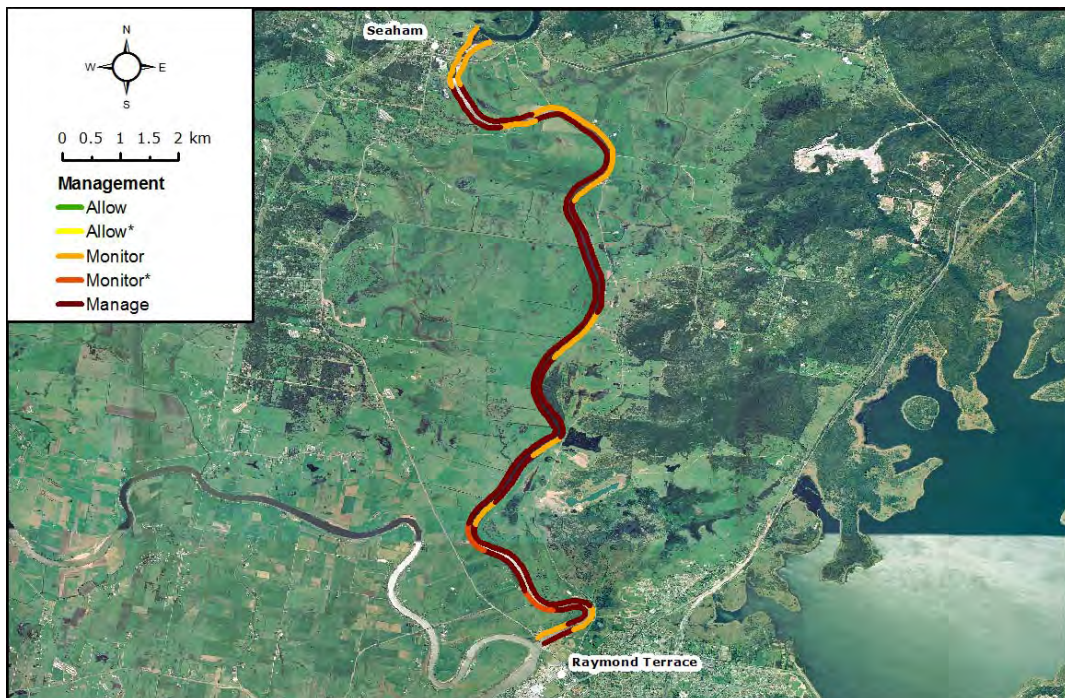 Seaham
N
W E
S
0 0.5 1 1.5 2 km
Management
Allow
Allow*
Monitor
Monitor*
Manage
Raymond Terrace